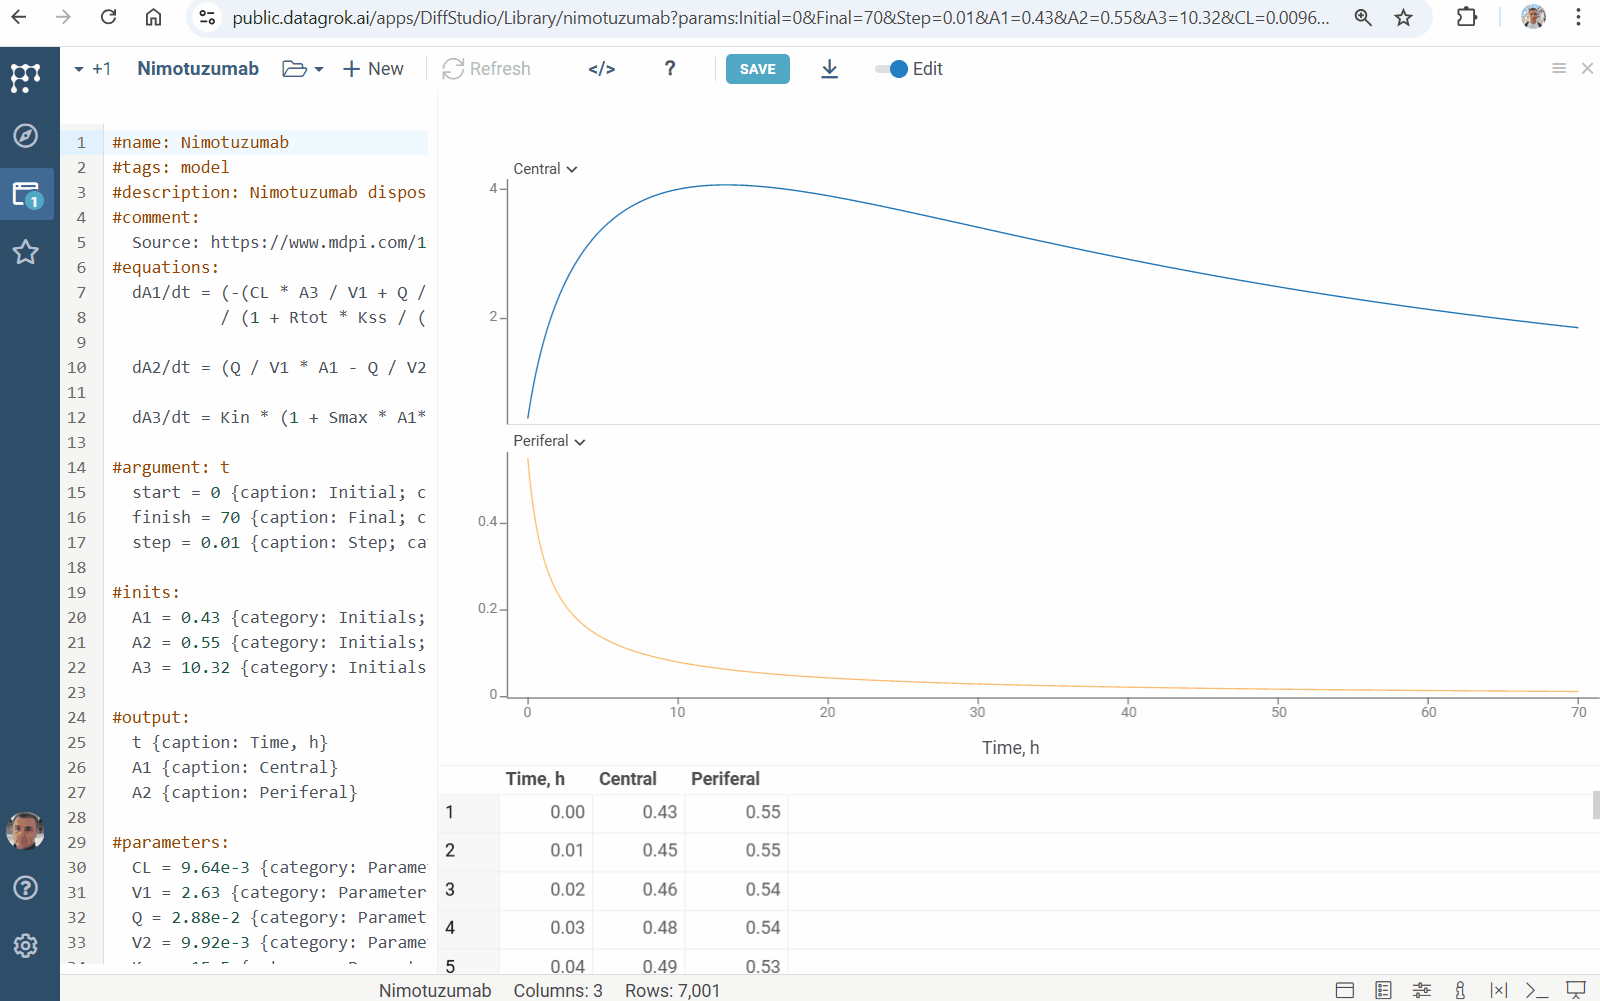 public.datagrok.ai/apps/DiffStudio/Library/nimotuzumab?params:Initial=0&Final=70&Step=0.01&A1=0.43&A2=0.55&A3=10.32&CL=0.0096...
+1 Nimotuzumab New Refresh </> ? SAVE Edit
1 #name: Nimotuzumab
2 #tags: model
3 #description: Nimotuzumab dispos
4 #comment:
5 Source: https://www.mdpi.com/1
6 #equations:
7 dA1/dt = (-(CL * A3 / V1 + Q /
8 / (1 + Rtot * Kss / (
9
10 dA2/dt = (Q / V1 * A1 - Q / V2
11
12 dA3/dt = Kin * (1 + Smax * A1*
13
14 #argument: t
15 start = 0 {caption: Initial; c
16 finish = 70 {caption: Final; c
17 step = 0.01 {caption: Step; ca
18
19 #inits:
20 A1 = 0.43 {category: Initials;
21 A2 = 0.55 {category: Initials;
22 A3 = 10.32 {category: Initials
23
24 #output:
25 t {caption: Time, h}
26 A1 {caption: Central}
27 A2 {caption: Periferal}
28
29 #parameters:
30 CL = 9.64e-3 {category: Parame
31 V1 = 2.63 {category: Parameter
32 Q = 2.88e-2 {category: Paramet
33 V2 = 9.92e-3 {category: Parame
1
Central
4
2
Periferal
0.4
0.2
0
0 10 20 30 40 50 60 70
Time, h
Time, h Central Periferal
1 0.00 0.43 0.55
2 0.01 0.45 0.55
3 0.02 0.46 0.54
4 0.03 0.48 0.54
5 0.04 0.49 0.53
Nimotuzumab Columns: 3 Rows: 7,001